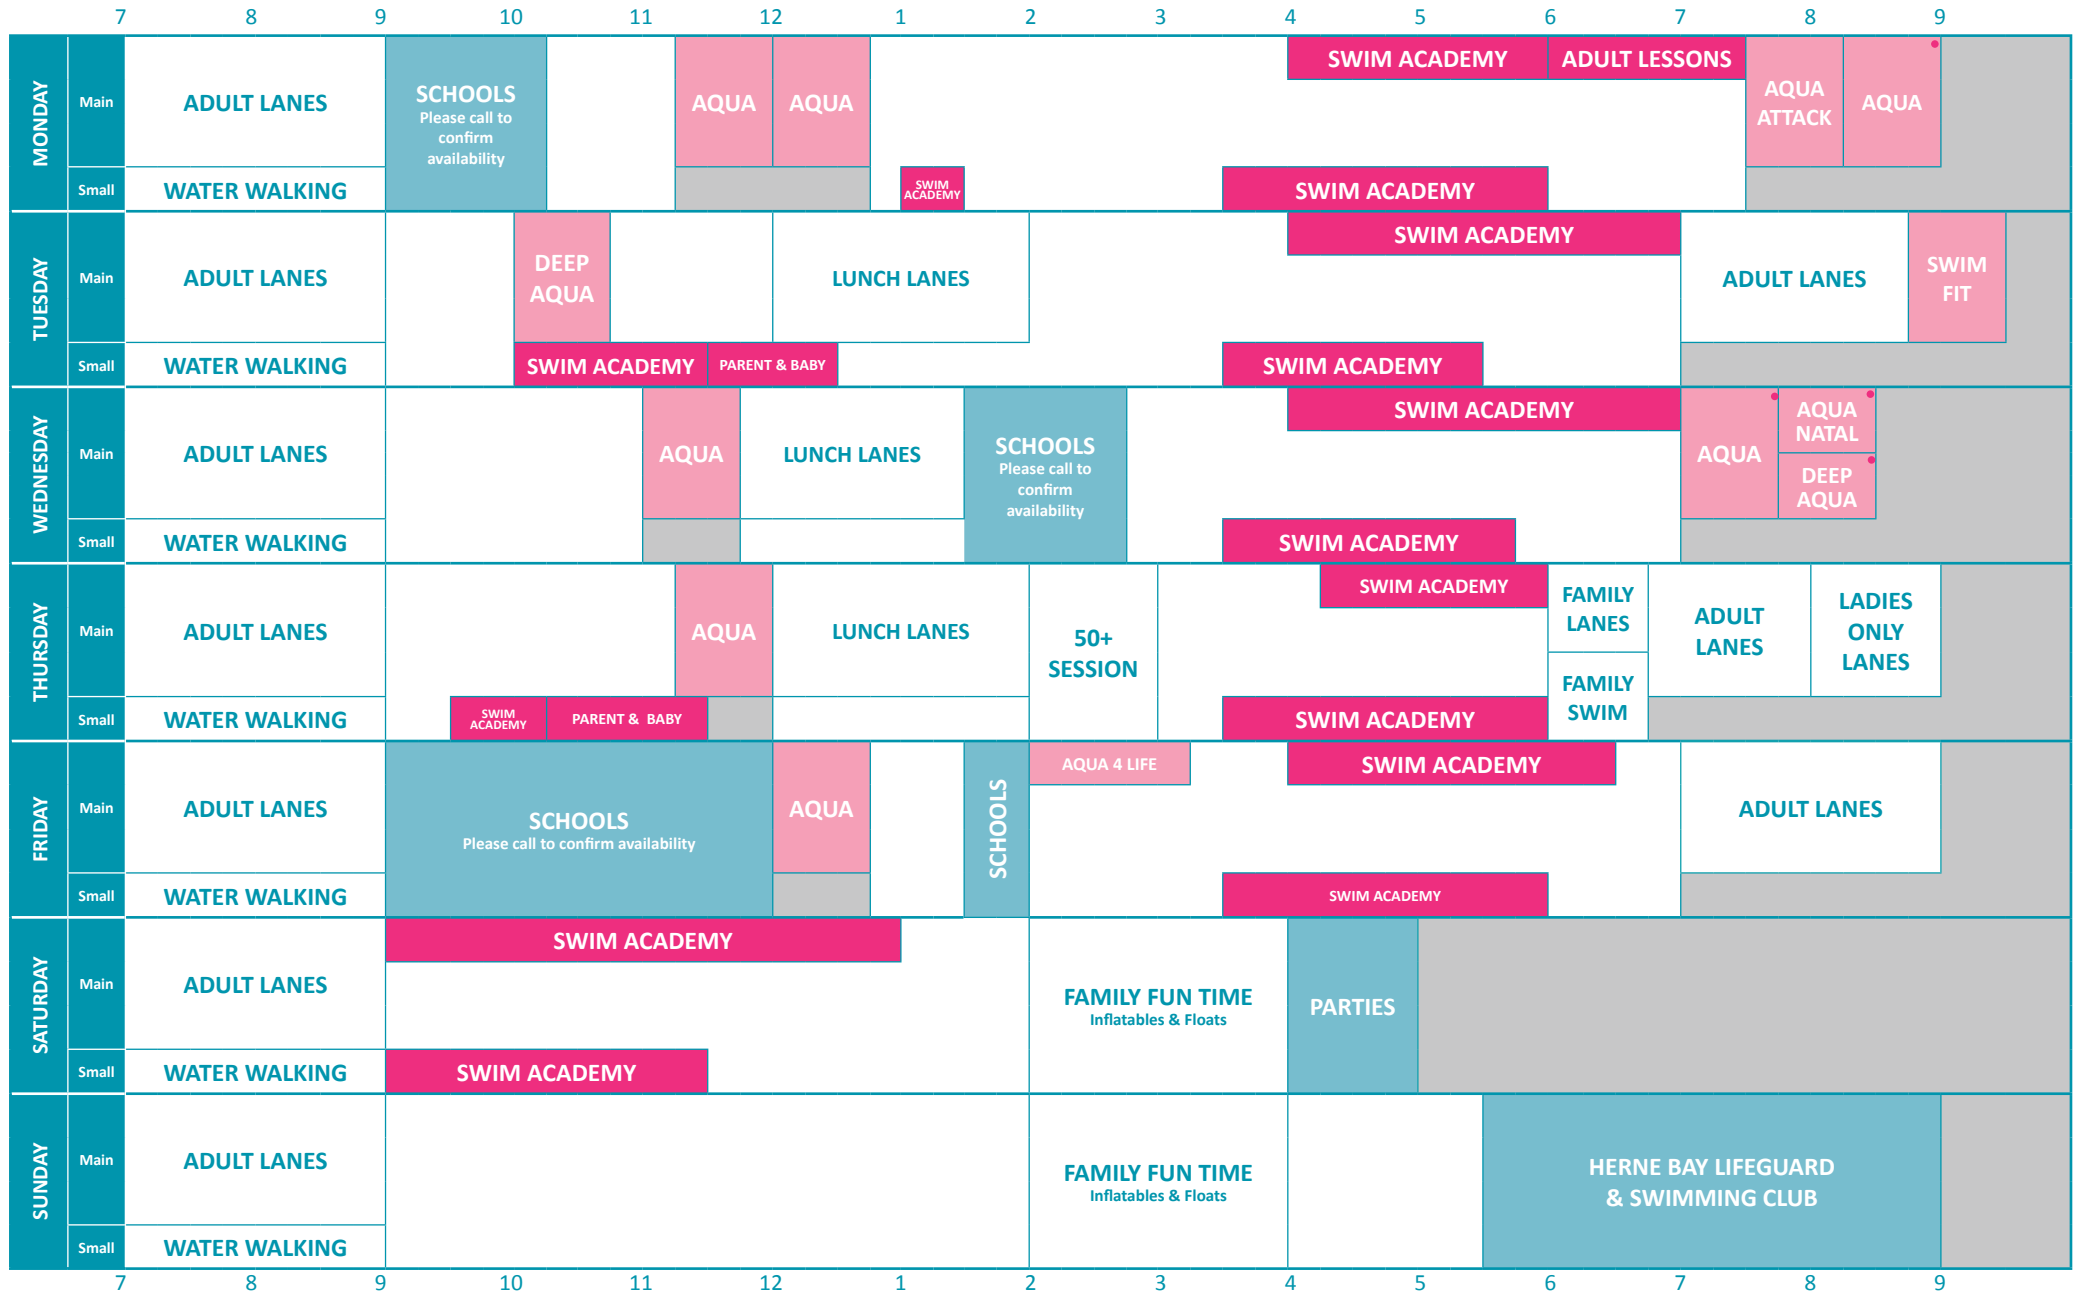 7 8 9 10 11 12 1 2 3 4 5 6 7 8 9
MONDAY
Main
ADULT LANES
SCHOOLS
Please call to
confirm
availability
AQUA
AQUA
SWIM ACADEMY
ADULT LESSONS
AQUA
ATTACK
AQUA
Small
WATER WALKING
SWIM
ACADEMY
SWIM ACADEMY
TUESDAY
Main
ADULT LANES
DEEP
AQUA
LUNCH LANES
SWIM ACADEMY
ADULT LANES
SWIM
FIT
Small
WATER WALKING
SWIM ACADEMY
PARENT & BABY
SWIM ACADEMY
WEDNESDAY
Main
ADULT LANES
AQUA
LUNCH LANES
SCHOOLS
Please call to
confirm
availability
SWIM ACADEMY
AQUA
AQUA
NATAL
DEEP
AQUA
Small
WATER WALKING
SWIM ACADEMY
THURSDAY
Main
ADULT LANES
AQUA
LUNCH LANES
50+
SESSION
SWIM ACADEMY
FAMILY
LANES
ADULT
LANES
LADIES
ONLY
LANES
Small
WATER WALKING
SWIM
ACADEMY
PARENT & BABY
SWIM ACADEMY
FAMILY
SWIM
FRIDAY
Main
ADULT LANES
SCHOOLS
Please call to confirm availability
AQUA
SCHOOLS
AQUA 4 LIFE
SWIM ACADEMY
ADULT LANES
Small
WATER WALKING
SWIM ACADEMY
SATURDAY
Main
ADULT LANES
SWIM ACADEMY
FAMILY FUN TIME
Inflatables & Floats
PARTIES
Small
WATER WALKING
SWIM ACADEMY
SUNDAY
Main
ADULT LANES
FAMILY FUN TIME
Inflatables & Floats
HERNE BAY LIFEGUARD
& SWIMMING CLUB
Small
WATER WALKING
7 8 9 10 11 12 1 2 3 4 5 6 7 8 9